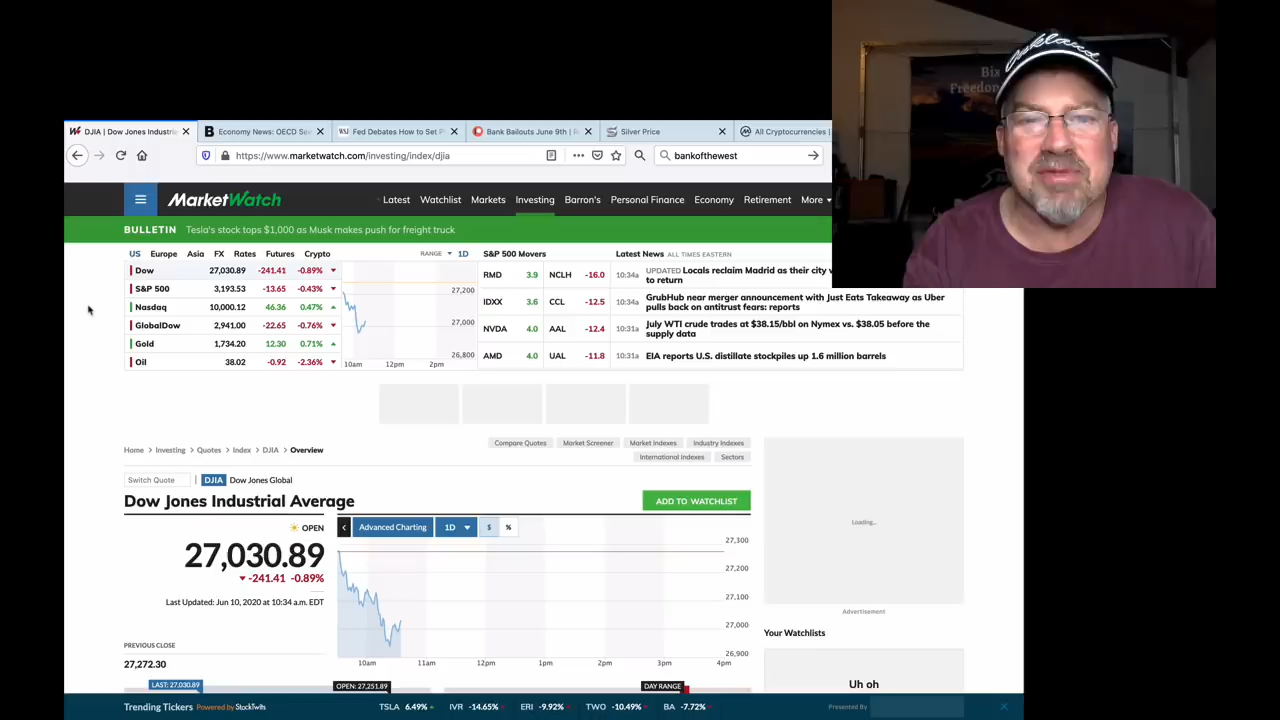 Oakland
Bix
Freedom
DJIA | Dow Jones Industri
Economy News: OECD See
Fed Debates How to Set P
Bank Bailouts June 9th | R
Silver Price
All Cryptocurrencies |
https://www.marketwatch.com/investing/index/djia
bankofthewest
MarketWatch
Latest Watchlist Markets Investing Barron's Personal Finance Economy Retirement More
BULLETIN Tesla's stock tops $1,000 as Musk makes push for freight truck
US Europe Asia FX Rates Futures Crypto
RANGE 1D
Dow 27,030.89 -241.41 -0.89%
S&P 500 3,193.53 -13.65 -0.43%
Nasdaq 10,000.12 46.36 0.47%
GlobalDow 2,941.00 -22.65 -0.76%
Gold 1,734.20 12.30 0.71%
Oil 38.02 -0.92 -2.36%
27,200
27,000
26,800
10am 12pm 2pm
S&P 500 Movers
RMD 3.9 NCLH -16.0
IDXX 3.6 CCL -12.5
NVDA 4.0 AAL -12.4
AMD 4.0 UAL -11.8
Latest News ALL TIMES EASTERN
10:34a UPDATED Locals reclaim Madrid as their city
to return
10:34a GrubHub near merger announcement with Just Eats Takeaway as Uber
pulls back on antitrust fears: reports
10:31a July WTI crude trades at $38.15/bbl on Nymex vs. $38.05 before the
supply data
10:31a EIA reports U.S. distillate stockpiles up 1.6 million barrels
Home > Investing > Quotes > Index > DJIA > Overview
Compare Quotes Market Screener Market Indexes Industry Indexes
International Indexes Sectors
Switch Quote | DJIA Dow Jones Global
Dow Jones Industrial Average
ADD TO WATCHLIST
OPEN
27,030.89
-241.41 -0.89%
Last Updated: Jun 10, 2020 at 10:34 a.m. EDT
PREVIOUS CLOSE
27,272.30
Advanced Charting 1D $ %
27,300
27,200
27,100
27,000
26,900
10am 11am 12pm 1pm 2pm 3pm 4pm
Loading...
Advertisement
Your Watchlists
Uh oh
LAST: 27,030.89
OPEN: 27,251.89
DAY RANGE
Trending Tickers Powered by StockTwits
TSLA 6.49% IVR -14.65% ERI -9.92% TWO -10.49% BA -7.72%
Presented By